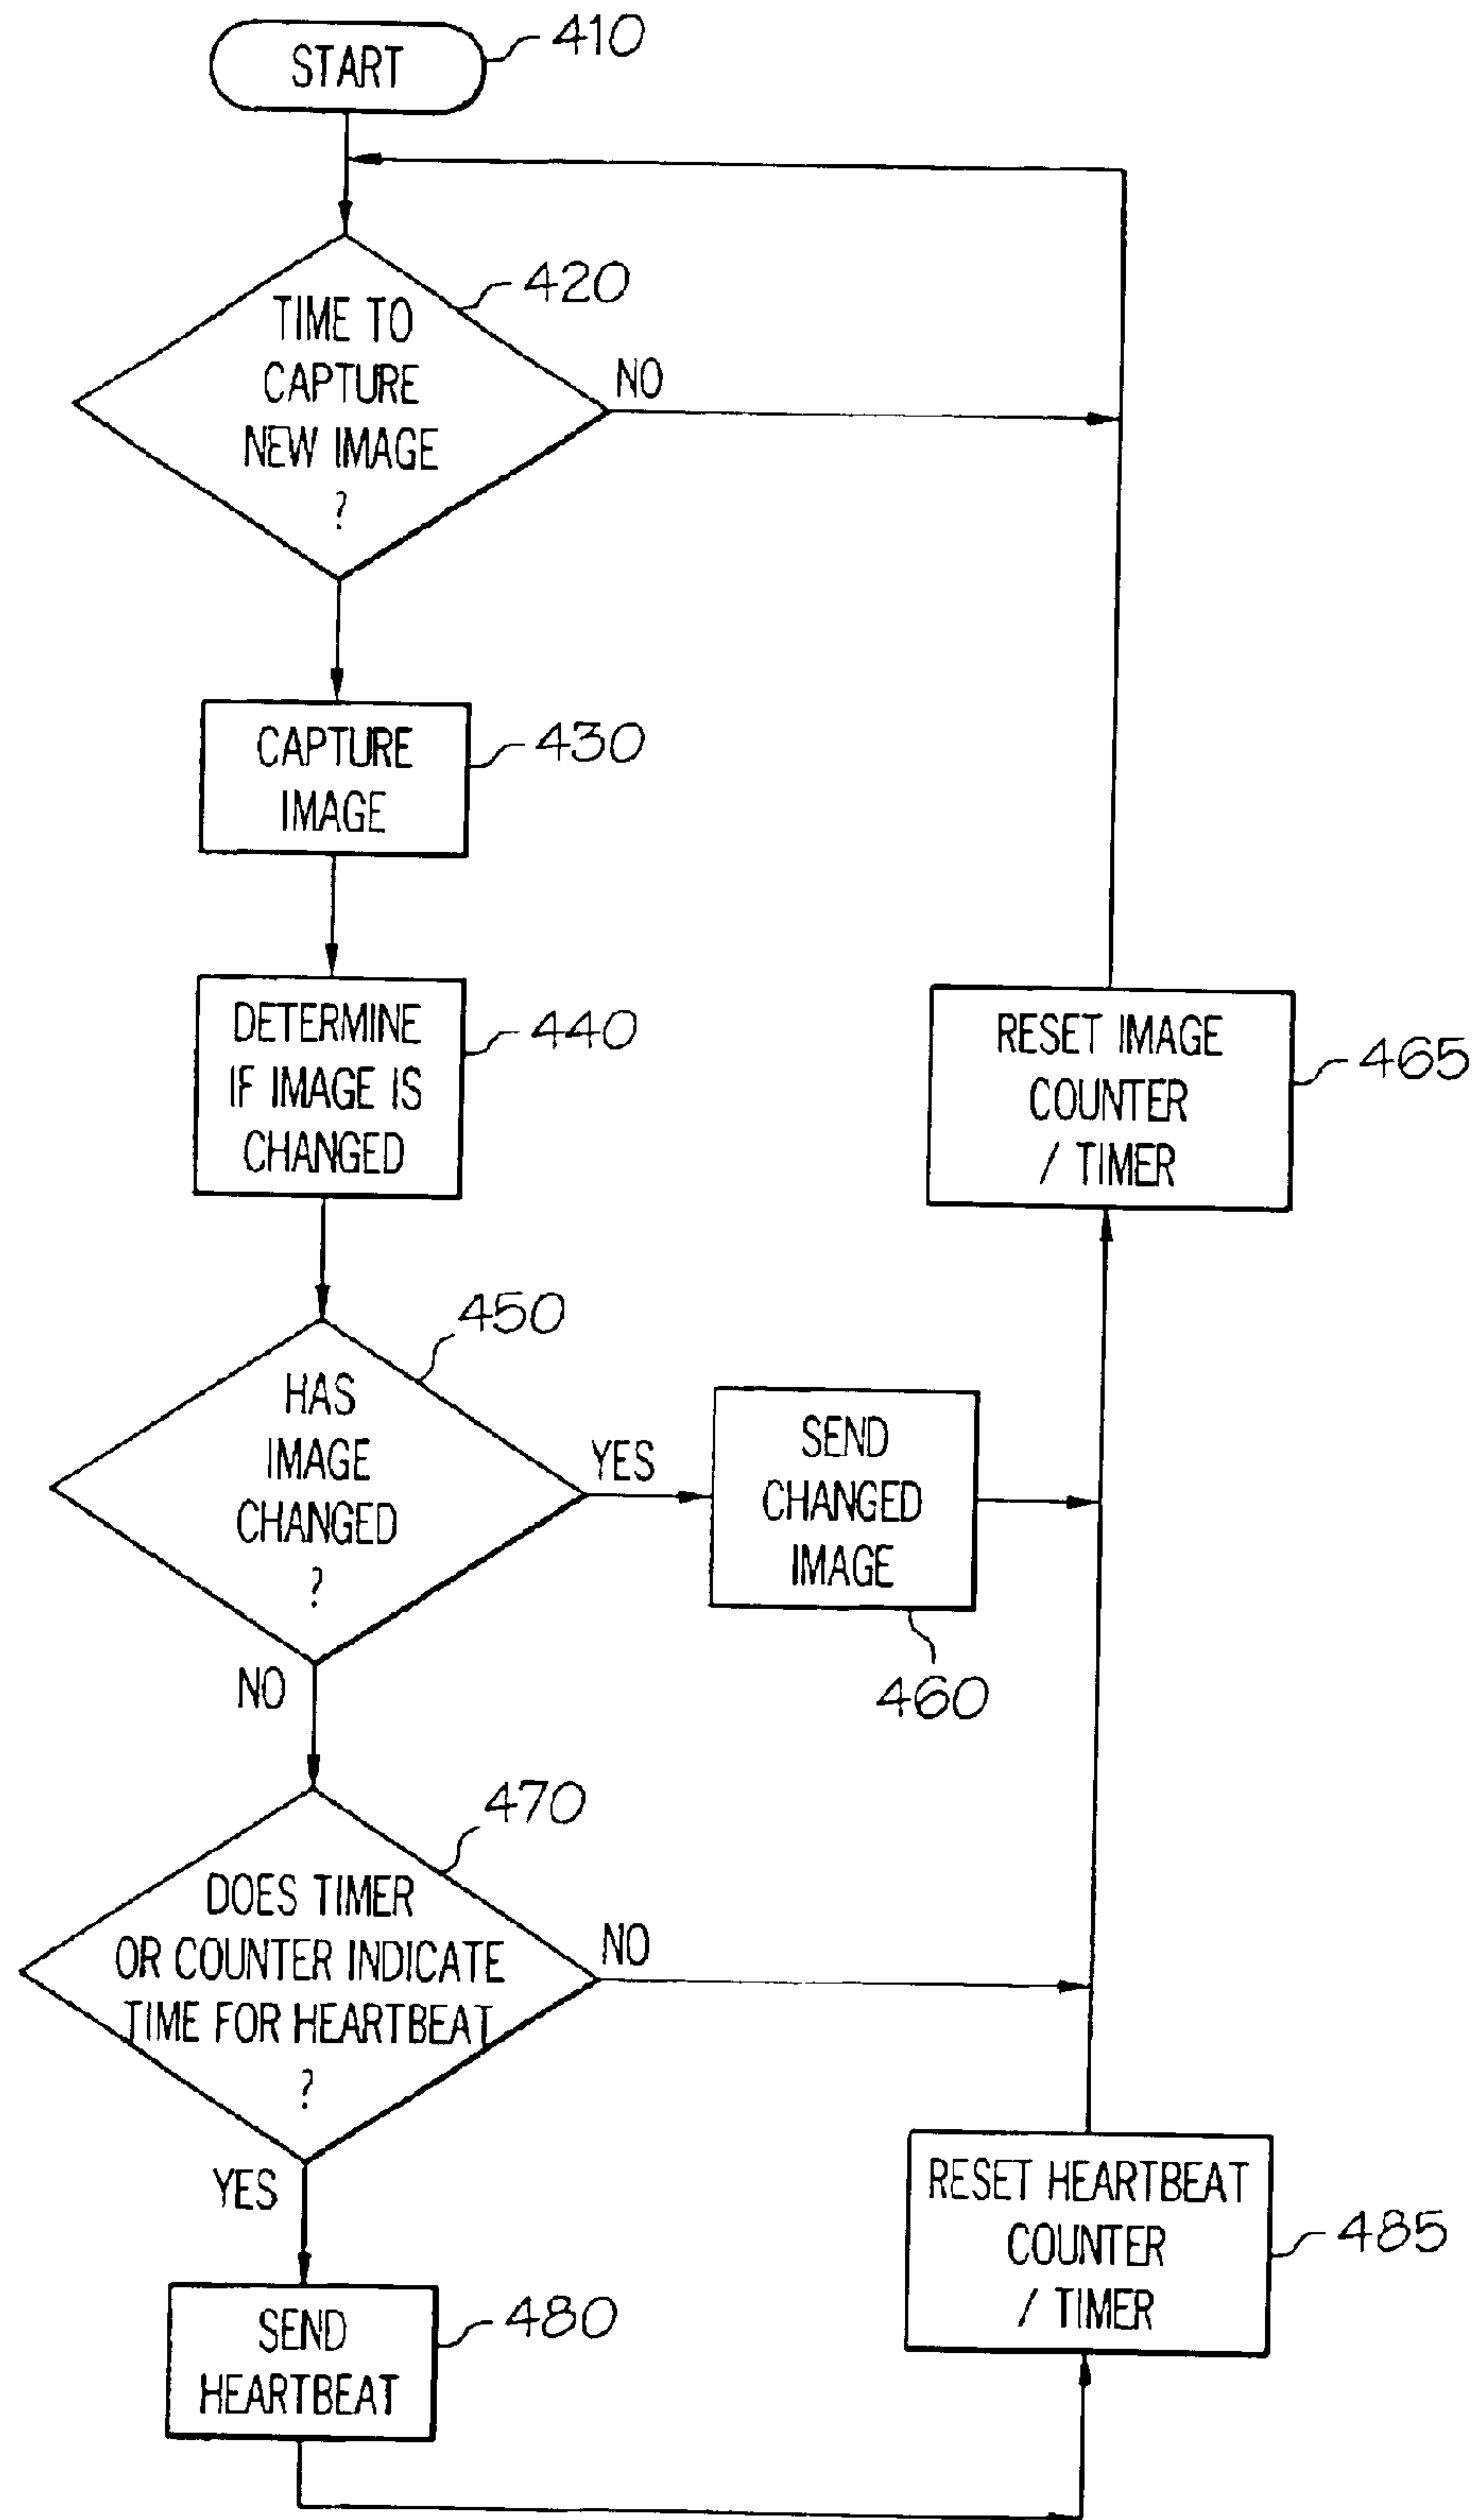 START
410
TIME TO
CAPTURE
NEW IMAGE
?
420
NO
CAPTURE
IMAGE
430
DETERMINE
IF IMAGE IS
CHANGED
440
RESET IMAGE
COUNTER
/ TIMER
465
HAS
IMAGE
CHANGED
?
450
YES
NO
SEND
CHANGED
IMAGE
460
DOES TIMER
OR COUNTER INDICATE
TIME FOR HEARTBEAT
?
470
NO
YES
RESET HEARTBEAT
COUNTER
/ TIMER
485
SEND
HEARTBEAT
480